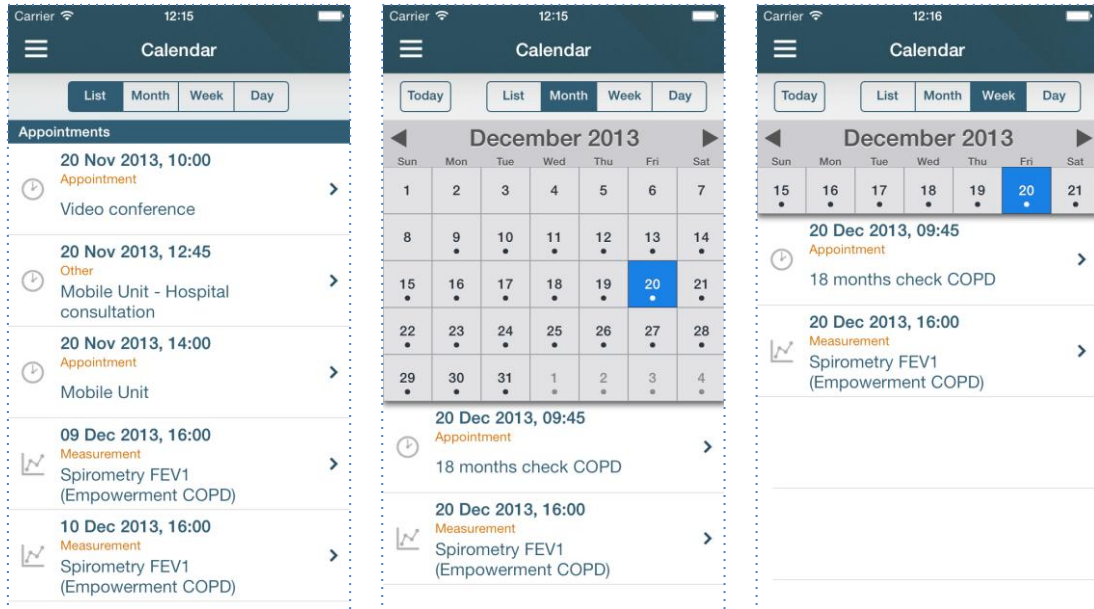 Carrier 12:15
Calendar
List Month Week Day
Appointments
20 Nov 2013, 10:00
Appointment
Video conference
20 Nov 2013, 12:45
Other
Mobile Unit - Hospital
consultation
20 Nov 2013, 14:00
Appointment
Mobile Unit
09 Dec 2013, 16:00
Measurement
Spirometry FEV1
(Empowerment COPD)
10 Dec 2013, 16:00
Measurement
Spirometry FEV1
(Empowerment COPD)
Carrier 12:15
Calendar
Today List Month Week Day
December 2013
Sun Mon Tue Wed Thu Fri Sat
1 2 3 4 5 6 7
8 9 10 11 12 13 14
15 16 17 18 19 20 21
22 23 24 25 26 27 28
29 30 31 1 2 3 4
20 Dec 2013, 09:45
Appointment
18 months check COPD
20 Dec 2013, 16:00
Measurement
Spirometry FEV1
(Empowerment COPD)
Carrier 12:16
Calendar
Today List Month Week Day
December 2013
Sun Mon Tue Wed Thu Fri Sat
15 16 17 18 19 20 21
20 Dec 2013, 09:45
Appointment
18 months check COPD
20 Dec 2013, 16:00
Measurement
Spirometry FEV1
(Empowerment COPD)